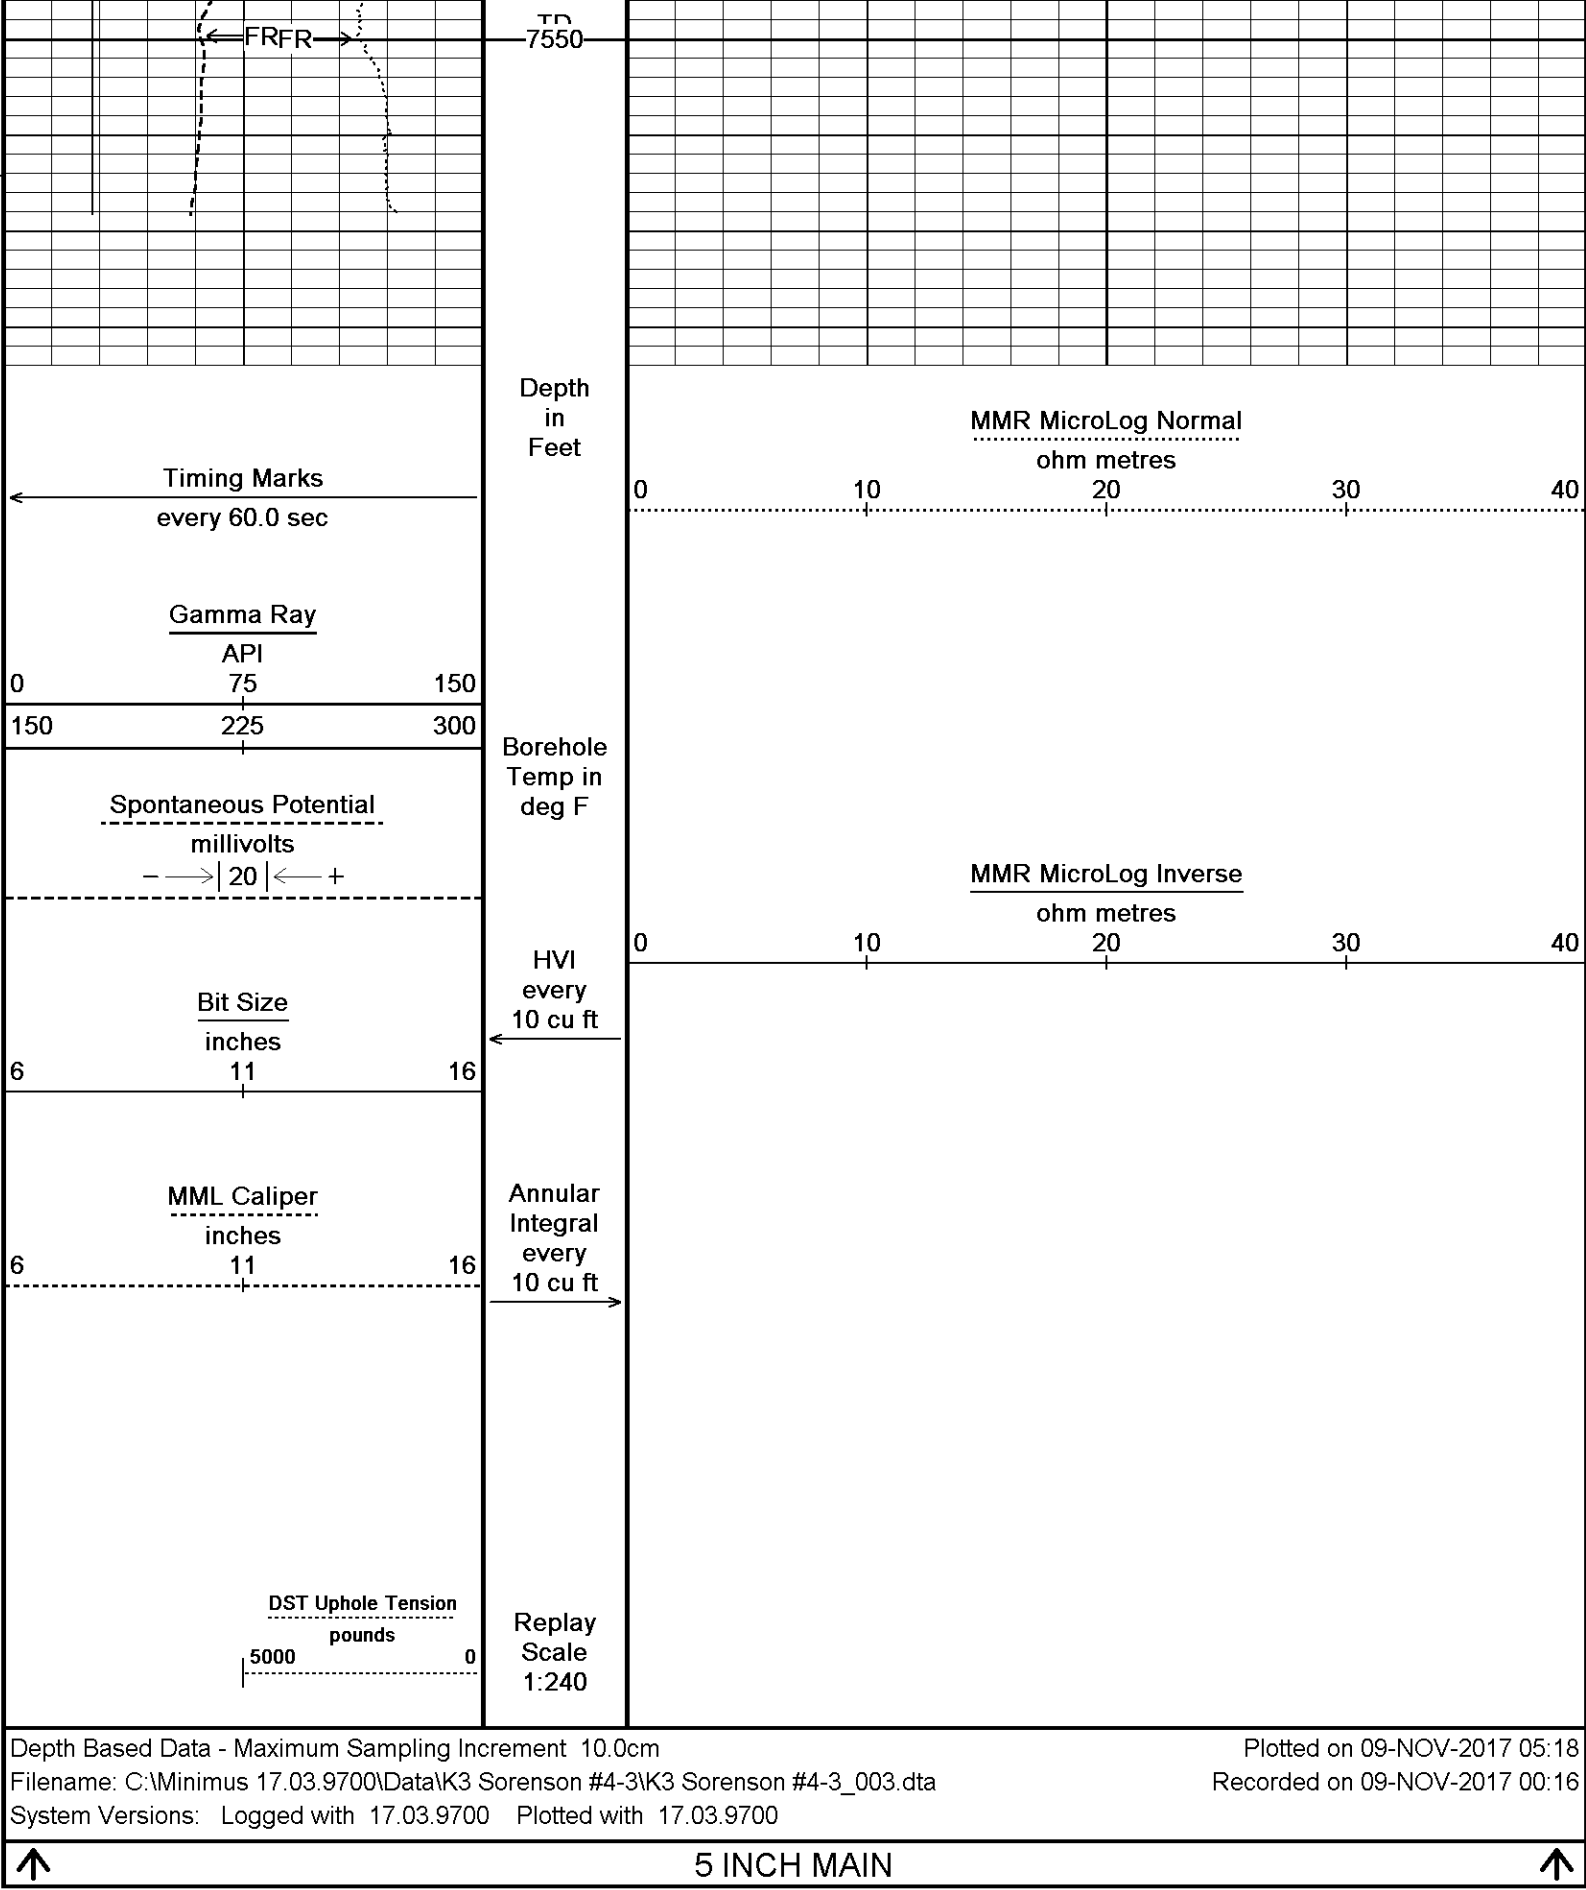 TD
FRFR
7550
Depth
in
Feet
Timing Marks
every 60.0 sec
Gamma Ray
API
0 75 150
150 225 300
Spontaneous Potential
millivolts
− 20 +
Bit Size
inches
6 11 16
MML Caliper
inches
6 11 16
DST Uphole Tension
pounds
5000 0
Borehole
Temp in
deg F
HVI
every
10 cu ft
Annular
Integral
every
10 cu ft
Replay
Scale
1:240
MMR MicroLog Normal
ohm metres
0 10 20 30 40
MMR MicroLog Inverse
ohm metres
0 10 20 30 40
Depth Based Data - Maximum Sampling Increment 10.0cm
Plotted on 09-NOV-2017 05:18
Filename: C:\Minimus 17.03.9700\Data\K3 Sorenson #4-3\K3 Sorenson #4-3_003.dta
Recorded on 09-NOV-2017 00:16
System Versions: Logged with 17.03.9700 Plotted with 17.03.9700
5 INCH MAIN